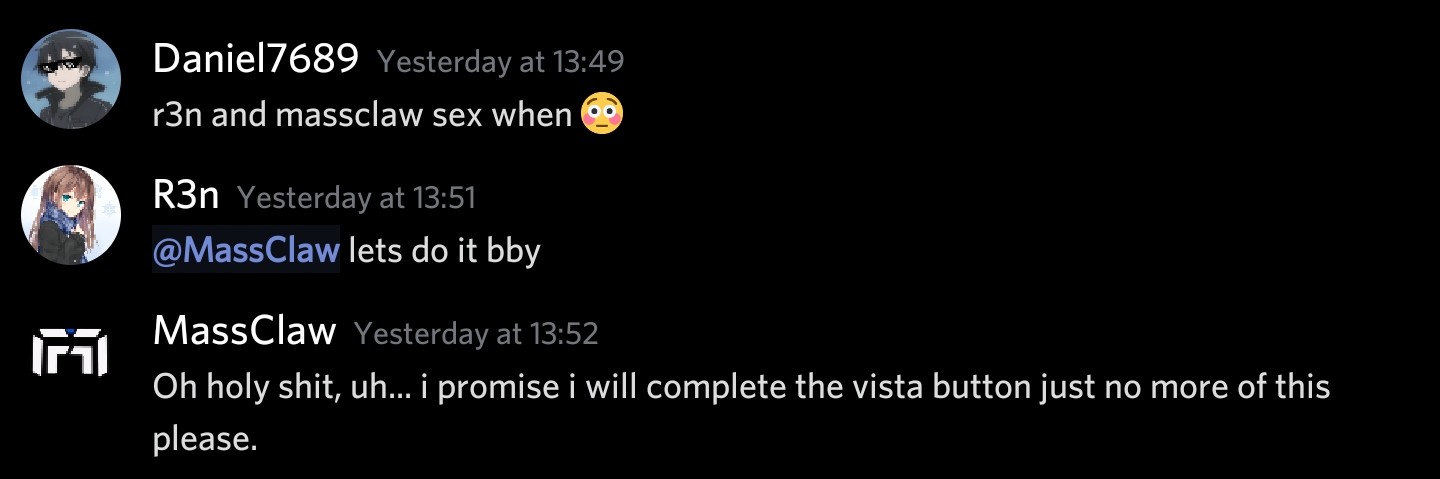 Daniel7689 Yesterday at 13:49
r3n and massclaw sex when 😳
R3n Yesterday at 13:51
@MassClaw lets do it bby
MassClaw Yesterday at 13:52
Oh holy shit, uh... i promise i will complete the vista button just no more of this
please.